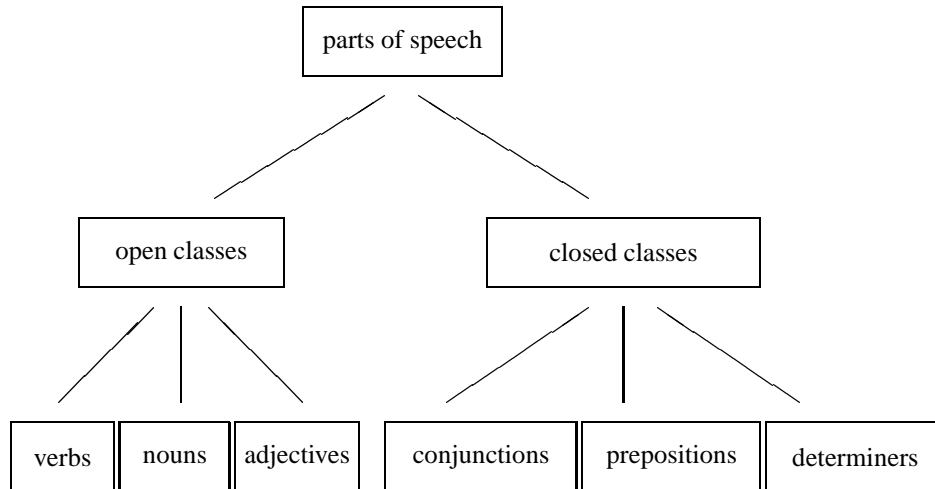 parts of speech
open classes
closed classes
verbs
nouns
adjectives
conjunctions
prepositions
determiners